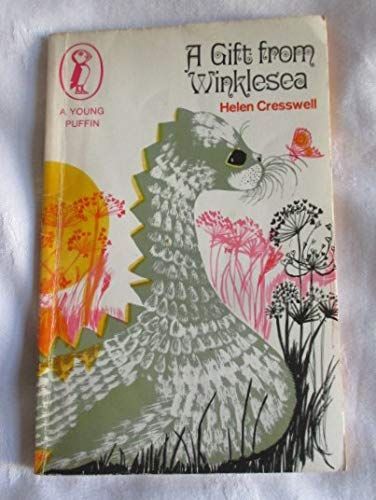 A Gift from
Winklesea
Helen Cresswell
A YOUNG
PUFFIN